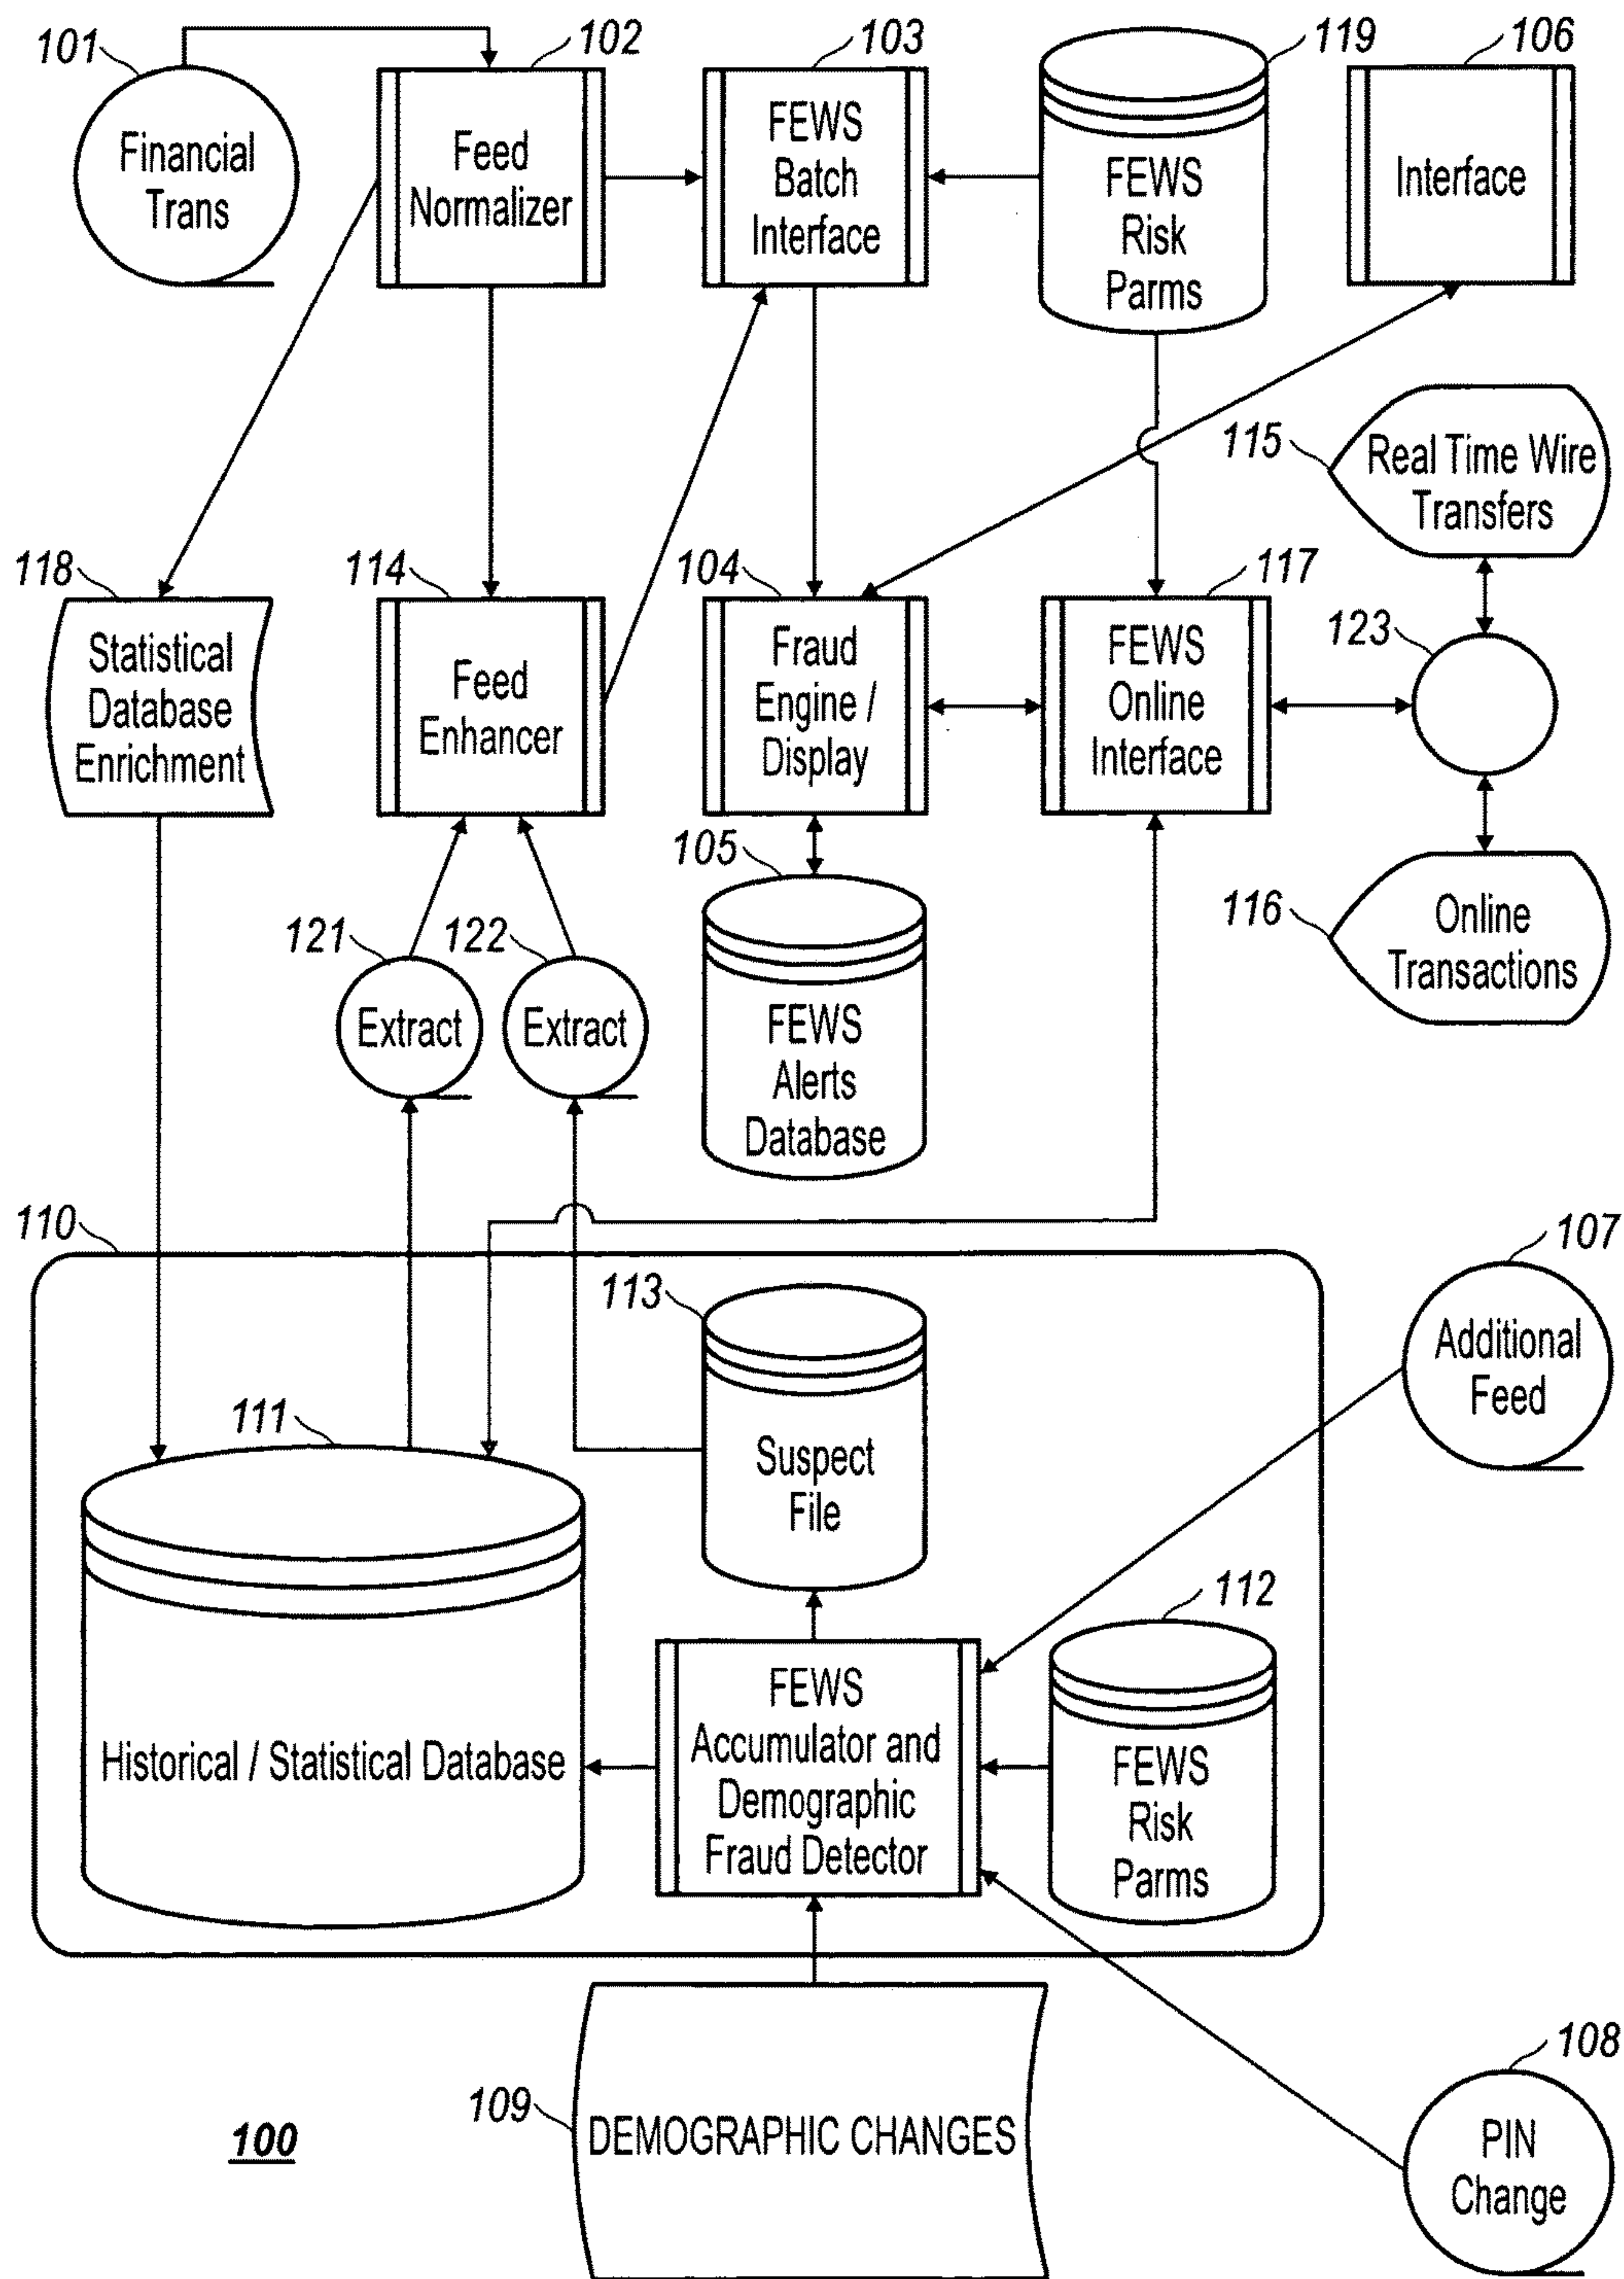 101
102
103
119
106
Financial
Trans
Feed
Normalizer
FEWS
Batch
Interface
FEWS
Risk
Parms
Interface
115
Real Time Wire
Transfers
118
114
104
117
123
Statistical
Database
Enrichment
Feed
Enhancer
Fraud
Engine /
Display
FEWS
Online
Interface
105
116
Online
Transactions
121
122
Extract
Extract
FEWS
Alerts
Database
110
107
113
Additional
Feed
111
Suspect
File
112
Historical / Statistical Database
FEWS
Accumulator and
Demographic
Fraud Detector
FEWS
Risk
Parms
108
109
DEMOGRAPHIC CHANGES
100
PIN
Change